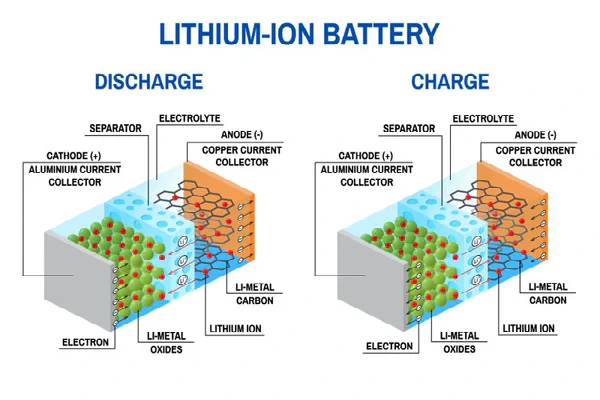 LITHIUM-ION BATTERY
DISCHARGE
ELECTROLYTE
SEPARATOR
ANODE (-)
COPPER CURRENT
COLLECTOR
CATHODE (+)
ALUMINIUM CURRENT
COLLECTOR
LI-METAL
CARBON
LITHIUM ION
LI-METAL
OXIDES
ELECTRON
CHARGE
ELECTROLYTE
SEPARATOR
ANODE (-)
COPPER CURRENT
COLLECTOR
CATHODE (+)
ALUMINIUM CURRENT
COLLECTOR
LI-METAL
CARBON
LITHIUM ION
LI-METAL
OXIDES
ELECTRON